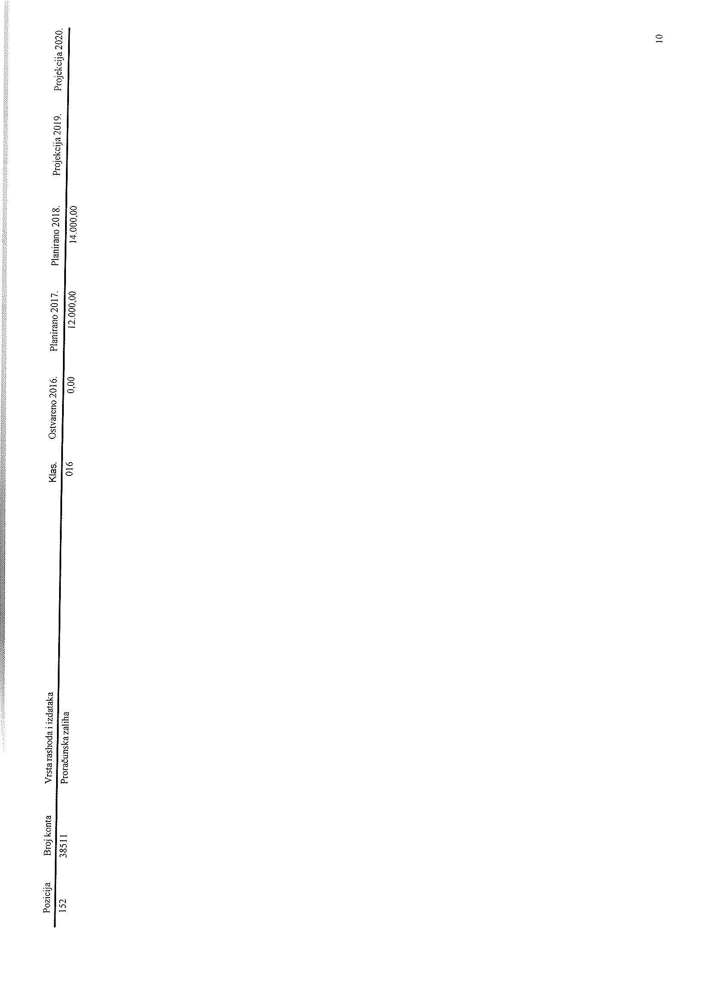 Pozicija Broj konta Vrsta rashoda i izdataka Klas. Ostvareno 2016. Planirano 2017. Planirano 2018. Projekcija 2019. Projekcija 2020.
152 38511 Proračunska zaliha 016 0,00 12.000,00 14.000,00
10